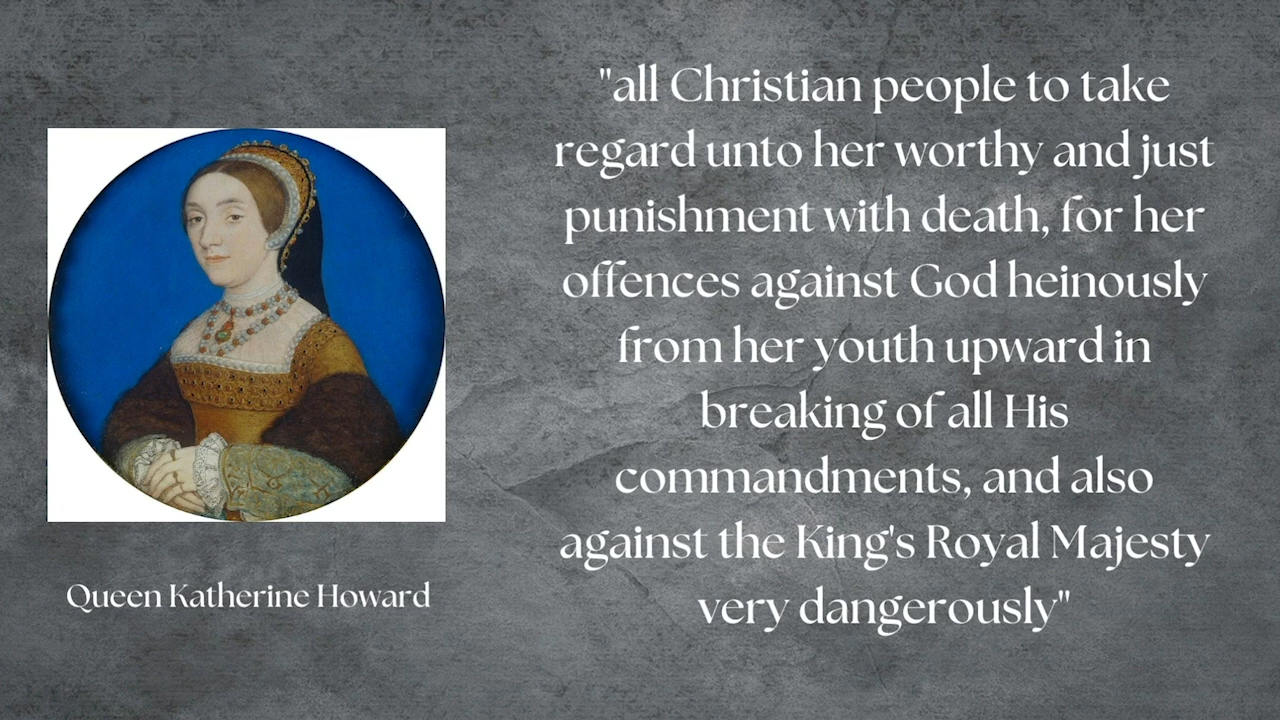 "all Christian people to take
regard unto her worthy and just
punishment with death, for her
offences against God heinously
from her youth upward in
breaking of all His
commandments, and also
against the King's Royal Majesty
very dangerously"
Queen Katherine Howard